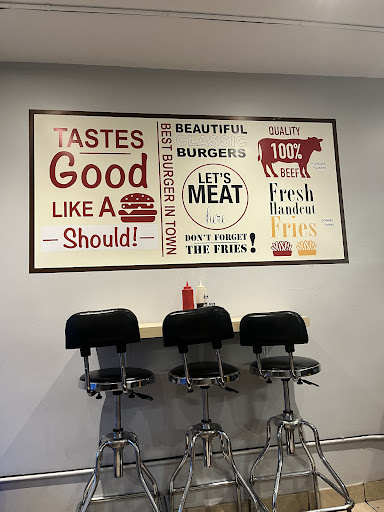 TASTES
Good
LIKE A
Should!
BEST BURGER IN TOWN
BEAUTIFUL
CLASSIC
BURGERS
LET'S
MEAT
DON'T FORGET
THE FRIES!
QUALITY
100%
BEEF
Fresh
Handcut
Fries